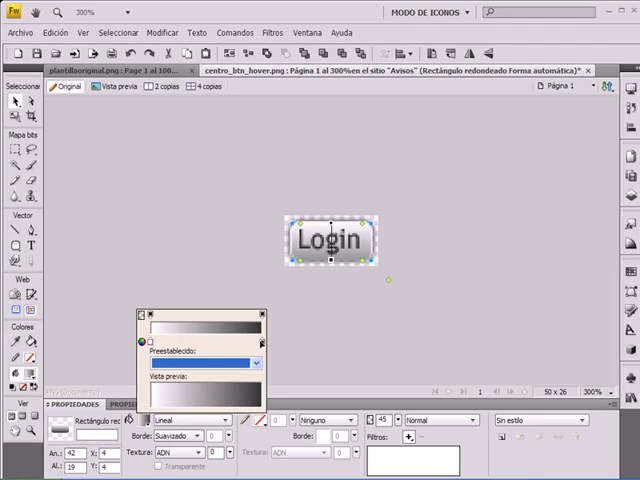 Fw
300%
MODO DE ICONOS
Archivo Edición Ver Seleccionar Modificar Texto Comandos Filtros Ventana Ayuda
plantillaoriginal.png : Page 1 al 100...
centro_btn_hover.png : Página 1 al 300%en el sitio "Avisos" (Rectángulo redondeado Forma automática)*
Seleccionar
Original
Vista previa
2 copias
4 copias
Página 1
Mapa bits
Vector
Web
Colores
Ver
Login
Preestablecido:
Vista previa:
PNG (Documento)
1
50 x 26
300%
PROPIEDADES
Rectángulo rec
Lineal
0
Ninguno
45
Normal
Sin estilo
Borde: Suavizado
Borde:
Filtros:
An.: 42 X: 4
Textura: ADN 0
Textura: ADN
Al.: 19 Y: 4
Transparente